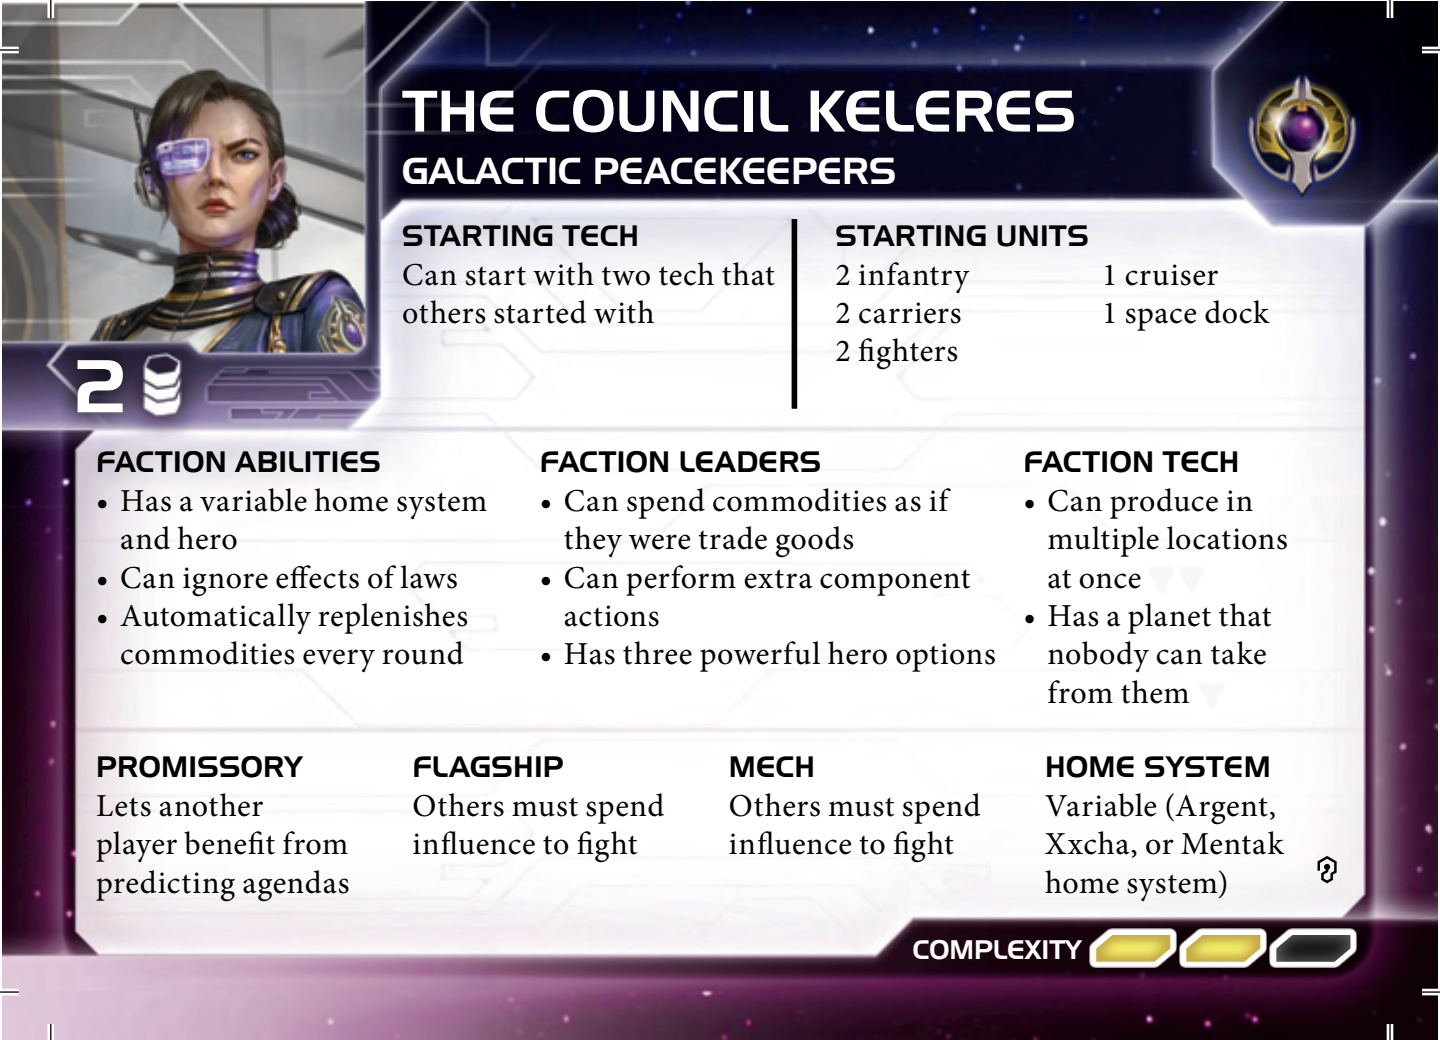 THE COUNCIL KELERES
GALACTIC PEACEKEEPERS
STARTING TECH
Can start with two tech that
others started with
STARTING UNITS
2 infantry
2 carriers
2 fighters
1 cruiser
1 space dock
2
FACTION ABILITIES
• Has a variable home system
and hero
• Can ignore effects of laws
• Automatically replenishes
commodities every round
FACTION LEADERS
• Can spend commodities as if
they were trade goods
• Can perform extra component
actions
• Has three powerful hero options
FACTION TECH
• Can produce in
multiple locations
at once
• Has a planet that
nobody can take
from them
PROMISSORY
Lets another
player benefit from
predicting agendas
FLAGSHIP
Others must spend
influence to fight
MECH
Others must spend
influence to fight
HOME SYSTEM
Variable (Argent,
Xxcha, or Mentak
home system)
COMPLEXITY